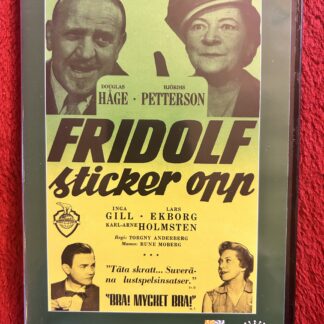 DOUGLAS HJÖRDIS
HÅGE · PETTERSON
FRIDOLF
sticker opp
INGA LARS
GILL · EKBORG
KARL-ARNE HOLMSTEN
Regi: TORGNY ANDERBERG
Manus: RUNE MOBERG
* * *
"Täta skratt... Suverä-
na lustspelsinsatser."
"BRA! MYCKET BRA!"